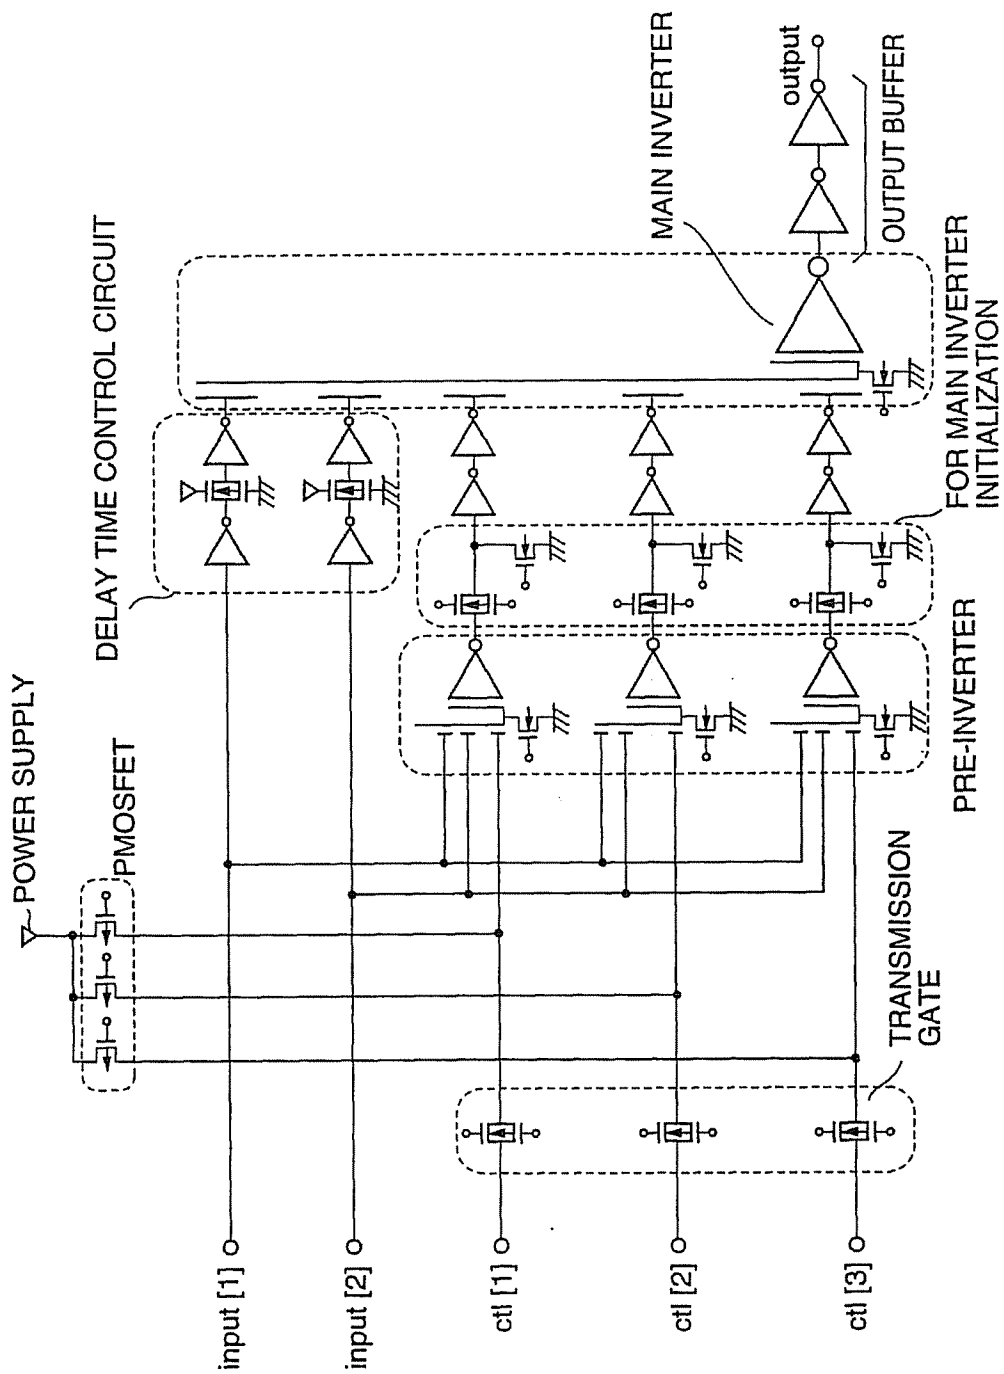 POWER SUPPLY
PMOSFET
DELAY TIME CONTROL CIRCUIT
MAIN INVERTER
output
OUTPUT BUFFER
FOR MAIN INVERTER
INITIALIZATION
PRE-INVERTER
TRANSMISSION
GATE
input [1]
input [2]
ctl [1]
ctl [2]
ctl [3]